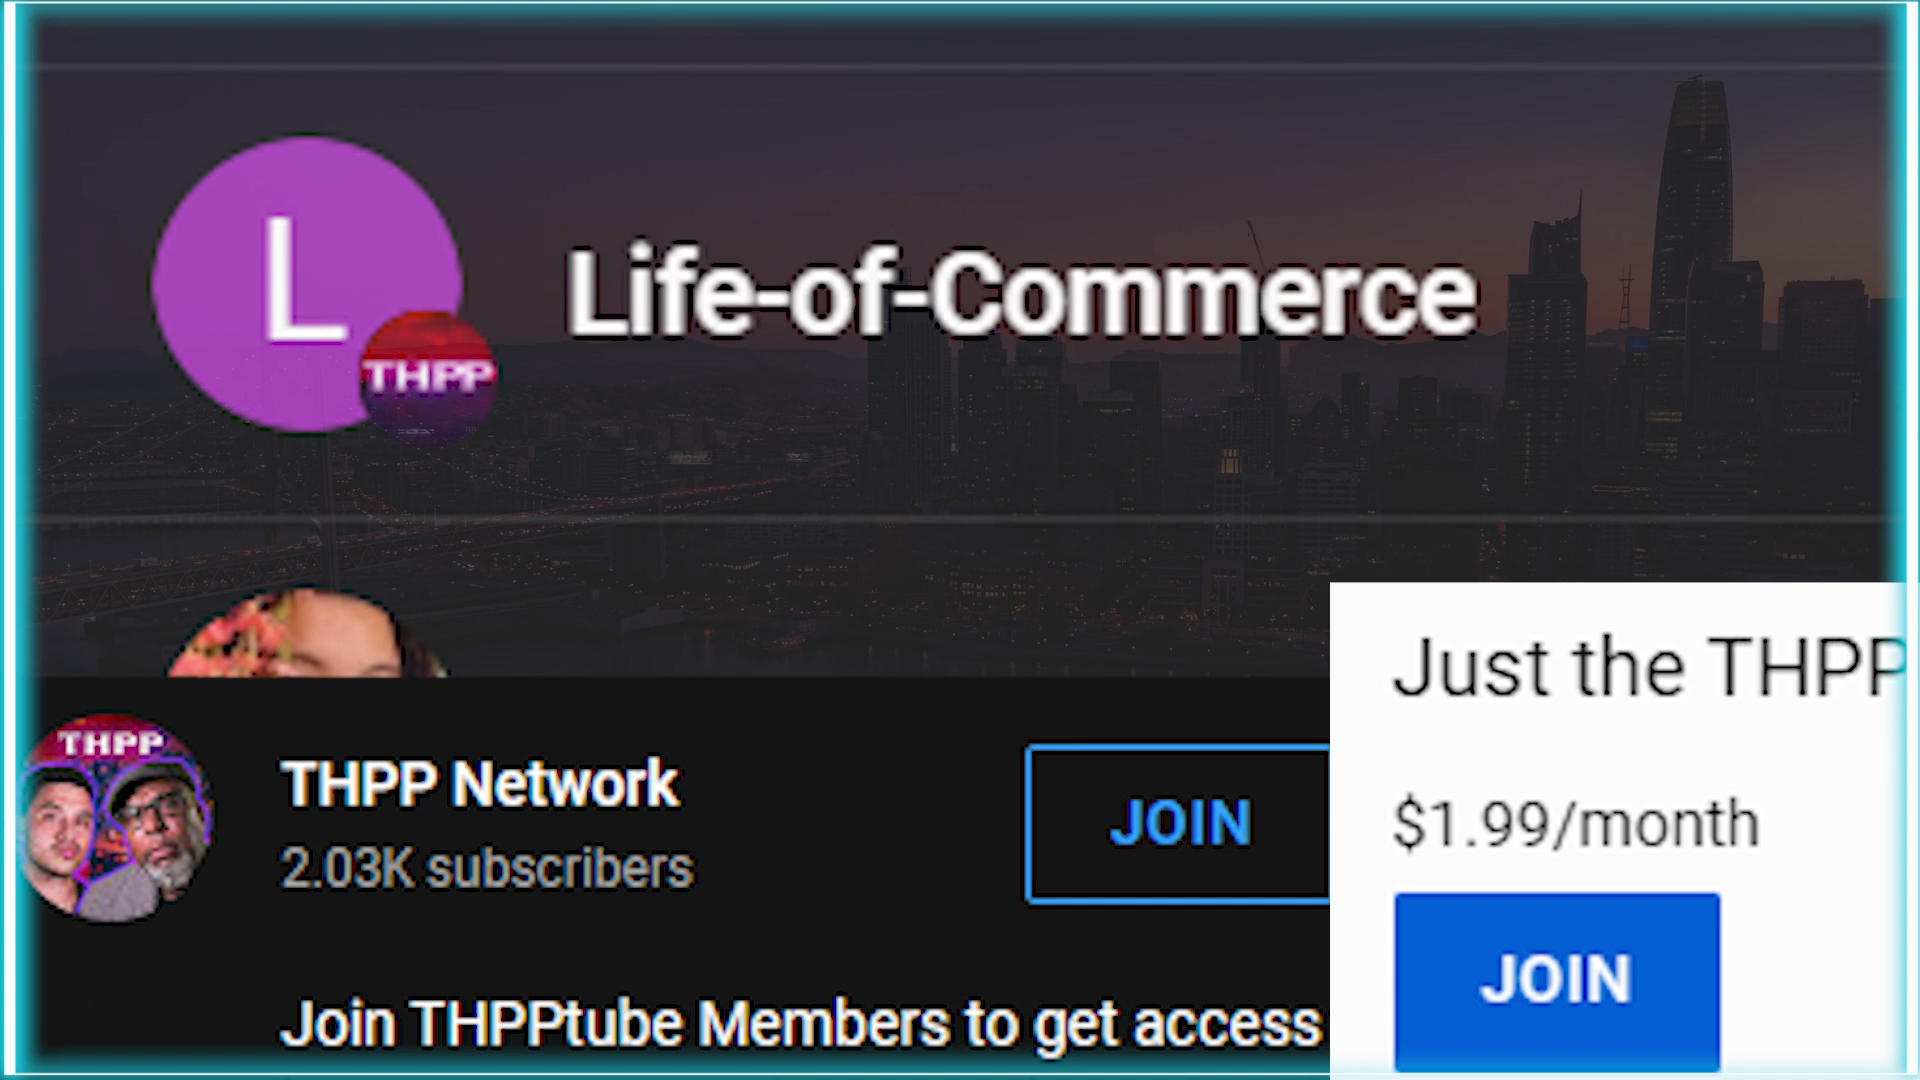 L
THPP
Life-of-Commerce
THPP
THPP Network
2.03K subscribers
JOIN
Join THPPtube Members to get access
Just the THPP
$1.99/month
JOIN